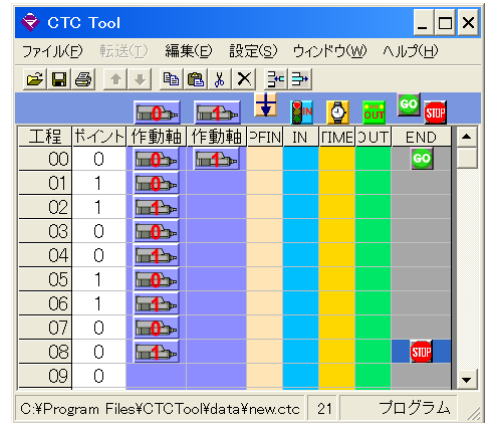 CTC Tool
ファイル(F) 転送(T) 編集(E) 設定(S) ウィンドウ(W) ヘルプ(H)
0 1 IN OUT GO STOP
工程 ポイント 作動軸 作動軸 PFIN IN TIME OUT END
00 0 0 1 GO
01 1 0
02 1 1
03 0 0
04 0 1
05 1 0
06 1 1
07 0 0
08 0 1 STOP
09 0
C:¥Program Files¥CTCTool¥data¥new.ctc 21 プログラム